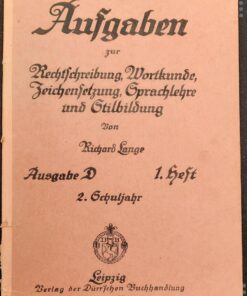 Aufgaben
zur
Rechtschreibung, Wortkunde,
Zeichensetzung, Sprachlehre
und Stilbildung
Von
Richard Lange
Ausgabe D 1. Heft
2. Schuljahr
Leipzig
Verlag der Dürrschen Buchhandlung